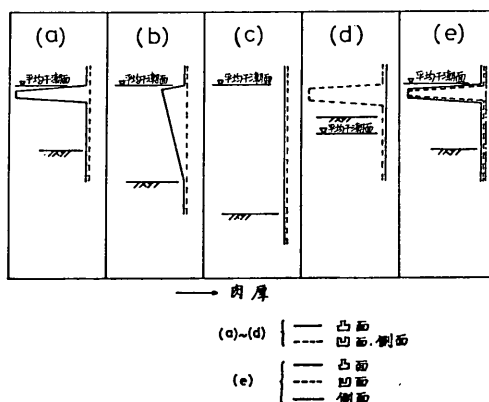 (a)
(b)
(c)
(d)
(e)
平均干潮面
平均干潮面
平均干潮面
平均干潮面
平均干潮面
→ 肉厚
(a)~(d)
凸面
凹面.側面
(e)
凸面
凹面
側面